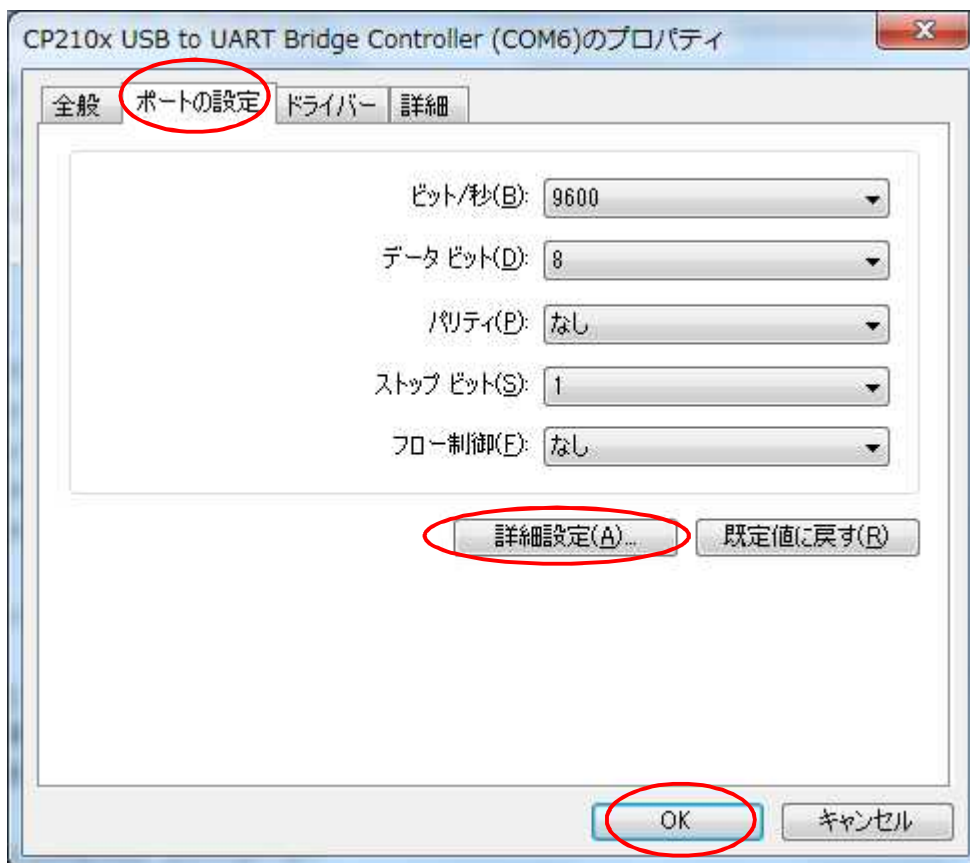 CP210x USB to UART Bridge Controller (COM6)のプロパティ
全般 ポートの設定 ドライバー 詳細
ビット/秒(B): 9600
データ ビット(D): 8
パリティ(P): なし
ストップ ビット(S): 1
フロー制御(F): なし
詳細設定(A)... 既定値に戻す(R)
OK キャンセル